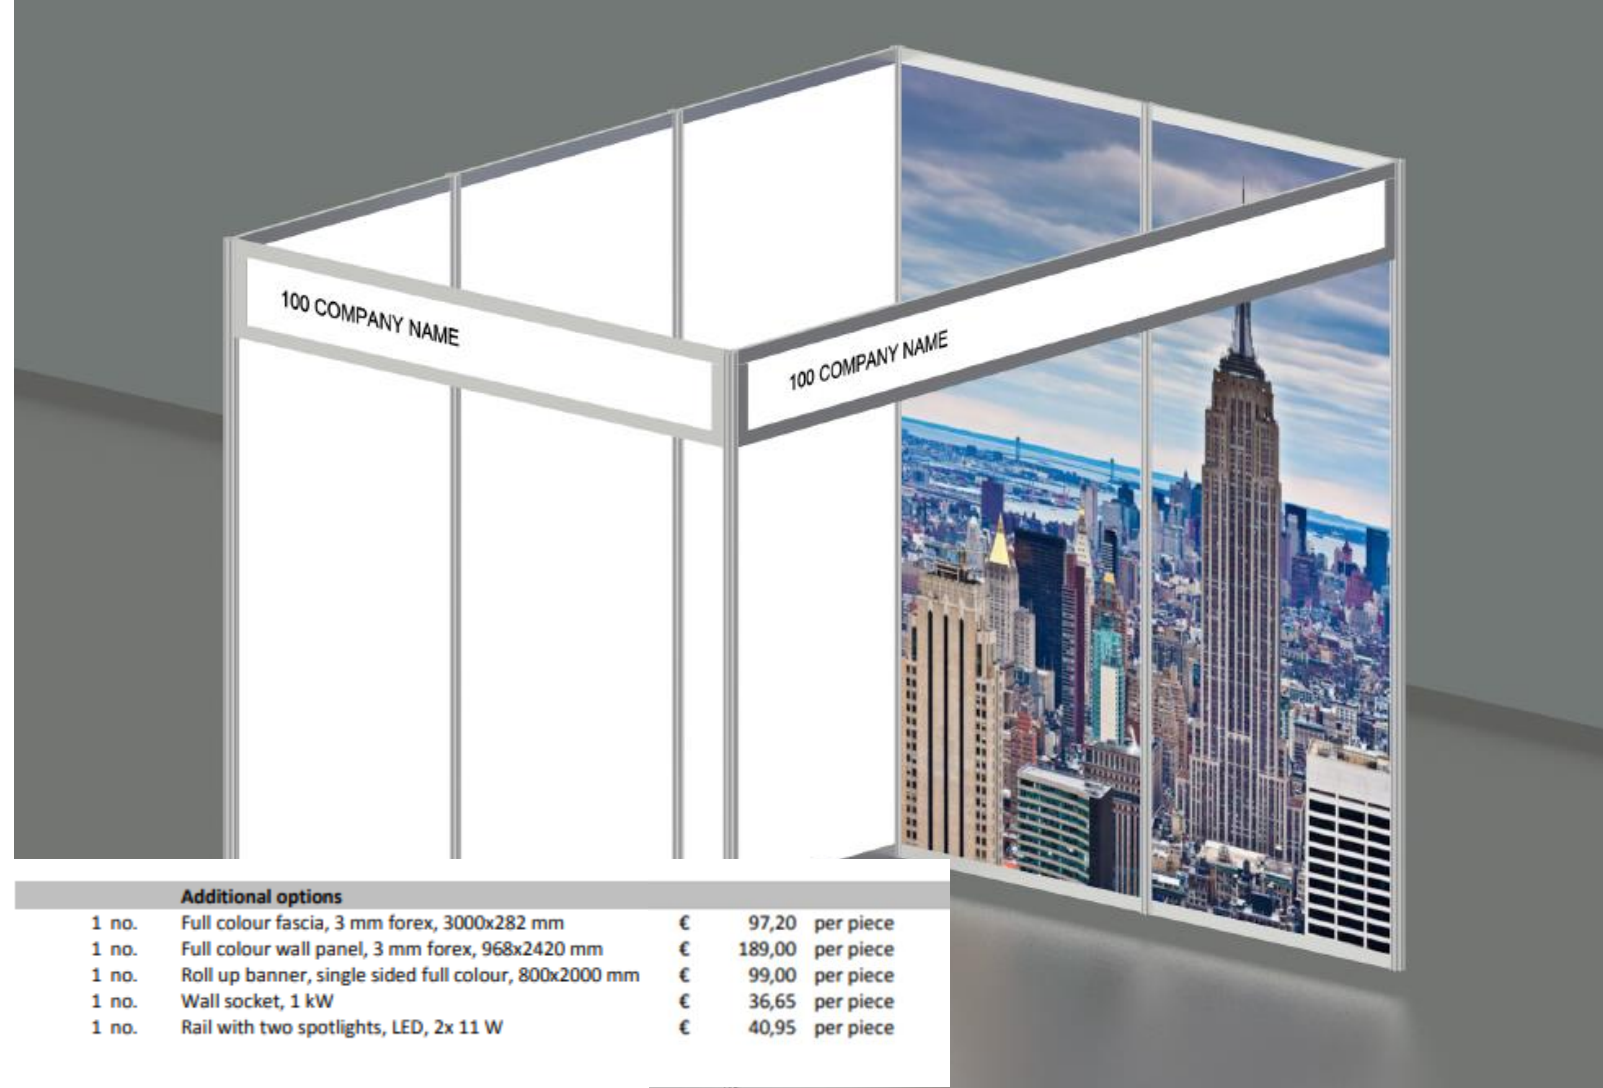 100 COMPANY NAME
100 COMPANY NAME
Additional options
1 no. Full colour fascia, 3 mm forex, 3000x282 mm € 97,20 per piece
1 no. Full colour wall panel, 3 mm forex, 968x2420 mm € 189,00 per piece
1 no. Roll up banner, single sided full colour, 800x2000 mm € 99,00 per piece
1 no. Wall socket, 1 kW € 36,65 per piece
1 no. Rail with two spotlights, LED, 2x 11 W € 40,95 per piece